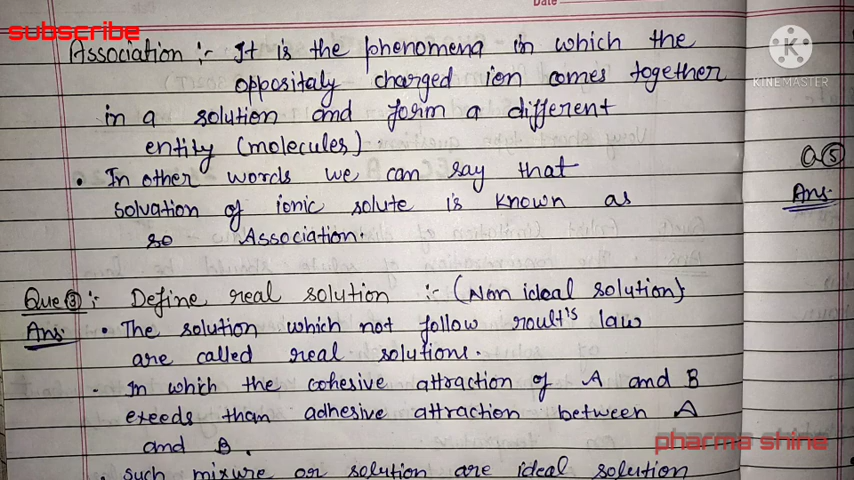 subscribe
Date
Association :- It is the phenomena in which the
oppositaly charged ion comes together
in a solution and form a different
entity (molecules)
• In other words we can say that
solvation of ionic solute is known as
so Association.
Que ③ :- Define real solution :- (Non ideal solution}
Ans. • The solution which not follow roult's law
are called real solutions.
• In which the cohesive attraction of A and B
exeeds than adhesive attraction between A
and B.
• Such mixure or solution are ideal solution
Q ⑤
Ans.
K
KINEMASTER
pharma shine